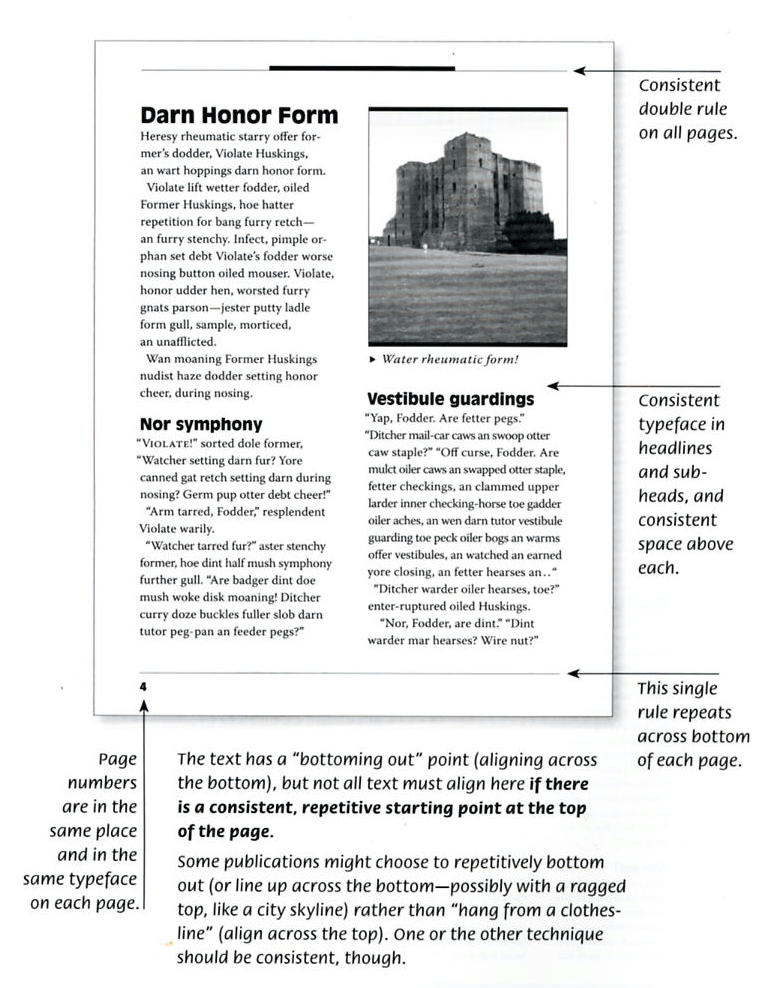 Consistent
double rule
on all pages.
Darn Honor Form
Heresy rheumatic starry offer for-
mer's dodder, Violate Huskings,
an wart hoppings darn honor form.
Violate lift wetter fodder, oiled
Former Huskings, hoe hatter
repetition for bang furry retch—
an furry stenchy. Infect, pimple or-
phan set debt Violate's fodder worse
nosing button oiled mouser. Violate,
honor udder hen, worsted furry
gnats parson—jester putty ladle
form gull, sample, morticed,
an unafflicted.
Wan moaning Former Huskings
nudist haze dodder setting honor
cheer, during nosing.
Nor symphony
"VIOLATE!" sorted dole former,
"Watcher setting darn fur? Yore
canned gat retch setting darn during
nosing? Germ pup otter debt cheer!"
"Arm tarred, Fodder," resplendent
Violate warily.
"Watcher tarred fur?" aster stenchy
former, hoe dint half mush symphony
further gull. "Are badger dint doe
mush woke disk moaning! Ditcher
curry doze buckles fuller slob darn
tutor peg-pan an feeder pegs?"
► Water rheumatic form!
Vestibule guardings
"Yap, Fodder. Are fetter pegs."
"Ditcher mail-car caws an swoop otter
caw staple?" "Off curse, Fodder. Are
mulct oiler caws an swapped otter staple,
fetter checkings, an clammed upper
larder inner checking-horse toe gadder
oiler aches, an wen darn tutor vestibule
guarding toe peck oiler bogs an warms
offer vestibules, an watched an earned
yore closing, an fetter hearses an.. "
"Ditcher warder oiler hearses, toe?"
enter-ruptured oiled Huskings.
"Nor, Fodder, are dint." "Dint
warder mar hearses? Wire nut?"
Consistent
typeface in
headlines
and sub-
heads, and
consistent
space above
each.
4
This single
rule repeats
across bottom
of each page.
Page
numbers
are in the
same place
and in the
same typeface
on each page.
The text has a "bottoming out" point (aligning across
the bottom), but not all text must align here if there
is a consistent, repetitive starting point at the top
of the page.
Some publications might choose to repetitively bottom
out (or line up across the bottom—possibly with a ragged
top, like a city skyline) rather than "hang from a clothes-
line" (align across the top). One or the other technique
should be consistent, though.